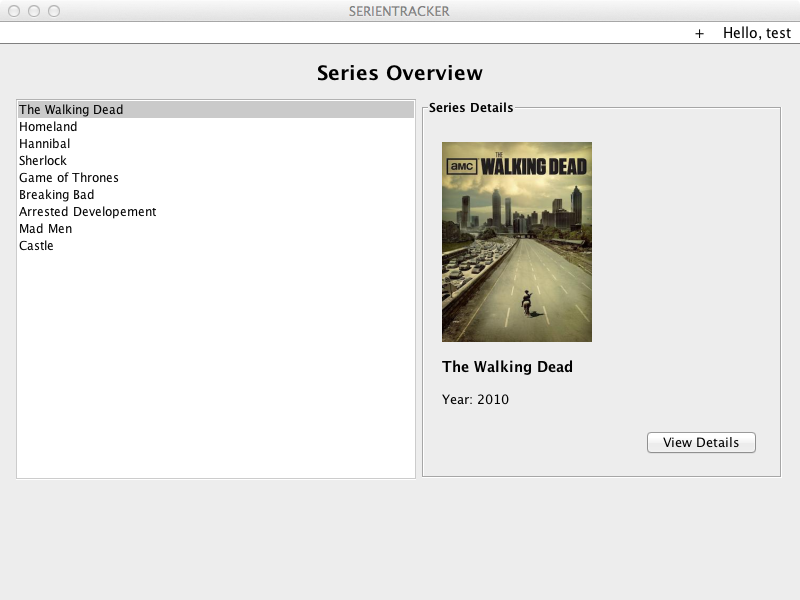 SERIENTRACKER
+ Hello, test
Series Overview
The Walking Dead
Homeland
Hannibal
Sherlock
Game of Thrones
Breaking Bad
Arrested Developement
Mad Men
Castle
Series Details
THE
amc WALKING DEAD
The Walking Dead
Year: 2010
View Details